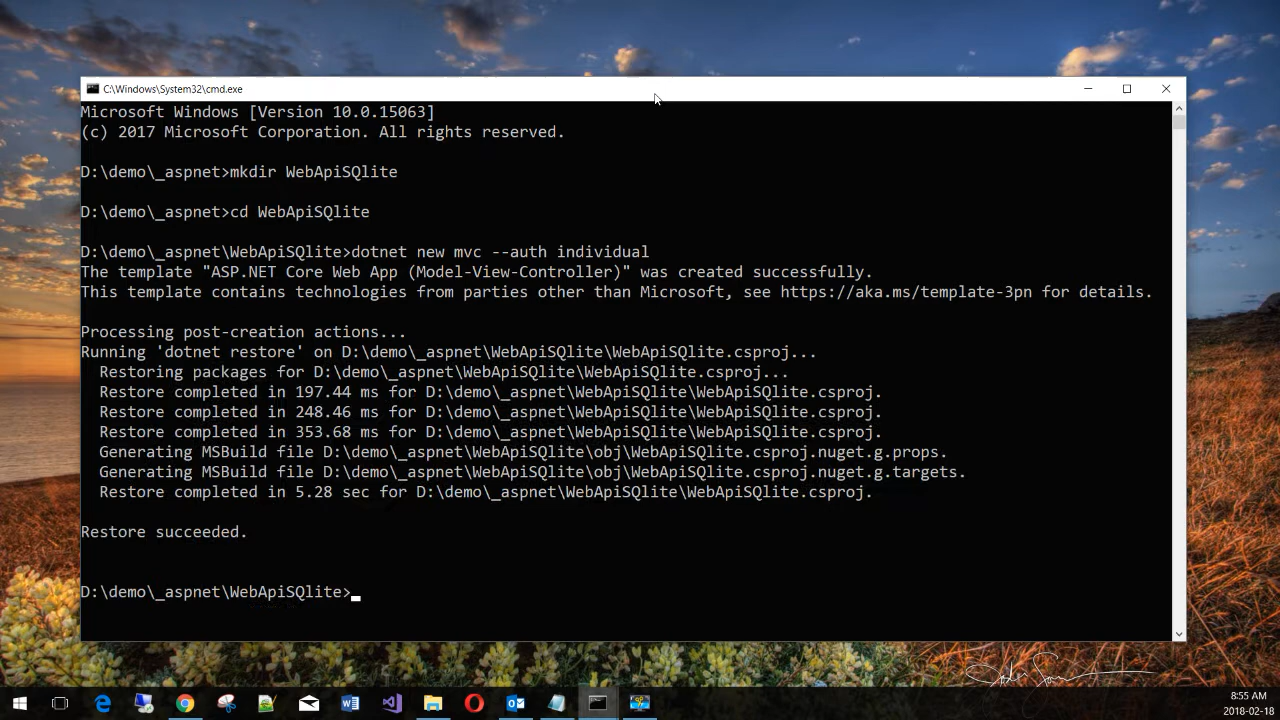 C:\Windows\System32\cmd.exe
Microsoft Windows [Version 10.0.15063]
(c) 2017 Microsoft Corporation. All rights reserved.
D:\demo\_aspnet>mkdir WebApiSQlite
D:\demo\_aspnet>cd WebApiSQlite
D:\demo\_aspnet\WebApiSQlite>dotnet new mvc --auth individual
The template "ASP.NET Core Web App (Model-View-Controller)" was created successfully.
This template contains technologies from parties other than Microsoft, see https://aka.ms/template-3pn for details.
Processing post-creation actions...
Running 'dotnet restore' on D:\demo\_aspnet\WebApiSQlite\WebApiSQlite.csproj...
Restoring packages for D:\demo\_aspnet\WebApiSQlite\WebApiSQlite.csproj...
Restore completed in 197.44 ms for D:\demo\_aspnet\WebApiSQlite\WebApiSQlite.csproj.
Restore completed in 248.46 ms for D:\demo\_aspnet\WebApiSQlite\WebApiSQlite.csproj.
Restore completed in 353.68 ms for D:\demo\_aspnet\WebApiSQlite\WebApiSQlite.csproj.
Generating MSBuild file D:\demo\_aspnet\WebApiSQlite\obj\WebApiSQlite.csproj.nuget.g.props.
Generating MSBuild file D:\demo\_aspnet\WebApiSQlite\obj\WebApiSQlite.csproj.nuget.g.targets.
Restore completed in 5.28 sec for D:\demo\_aspnet\WebApiSQlite\WebApiSQlite.csproj.
Restore succeeded.
D:\demo\_aspnet\WebApiSQlite>
8:55 AM
2018-02-18